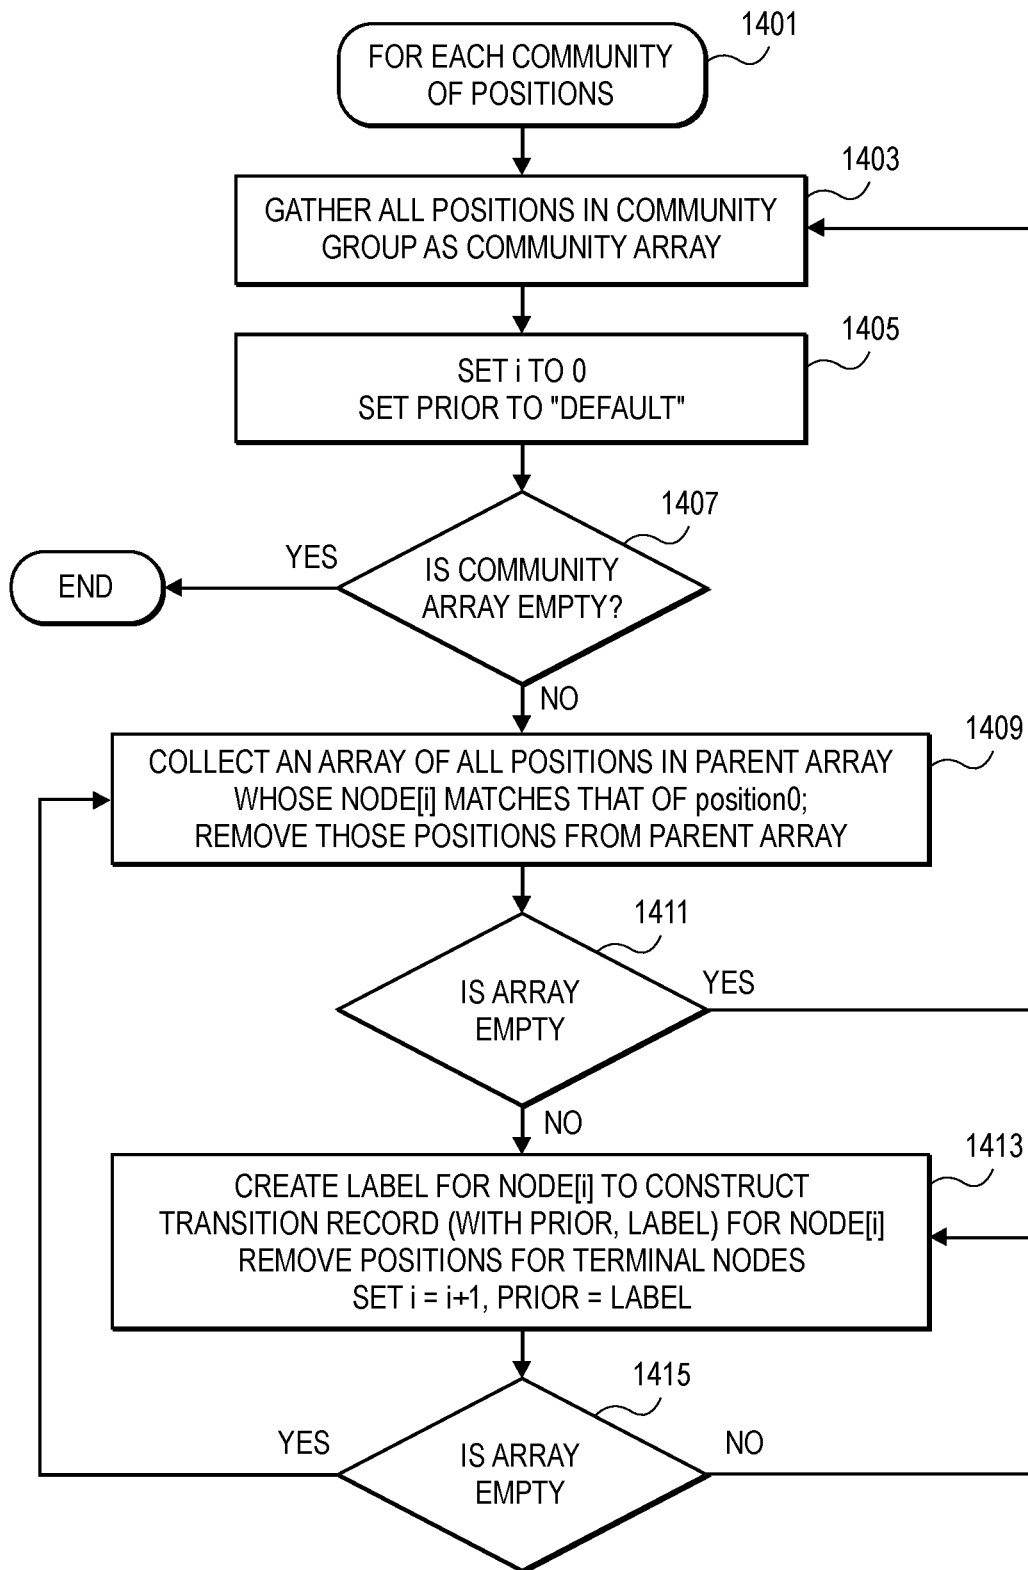 1401
FOR EACH COMMUNITY
OF POSITIONS
1403
GATHER ALL POSITIONS IN COMMUNITY
GROUP AS COMMUNITY ARRAY
1405
SET i TO 0
SET PRIOR TO "DEFAULT"
1407
YES
IS COMMUNITY
ARRAY EMPTY?
END
NO
1409
COLLECT AN ARRAY OF ALL POSITIONS IN PARENT ARRAY
WHOSE NODE[i] MATCHES THAT OF position0;
REMOVE THOSE POSITIONS FROM PARENT ARRAY
1411
YES
IS ARRAY
EMPTY
NO
1413
CREATE LABEL FOR NODE[i] TO CONSTRUCT
TRANSITION RECORD (WITH PRIOR, LABEL) FOR NODE[i]
REMOVE POSITIONS FOR TERMINAL NODES
SET i = i+1, PRIOR = LABEL
1415
YES
NO
IS ARRAY
EMPTY